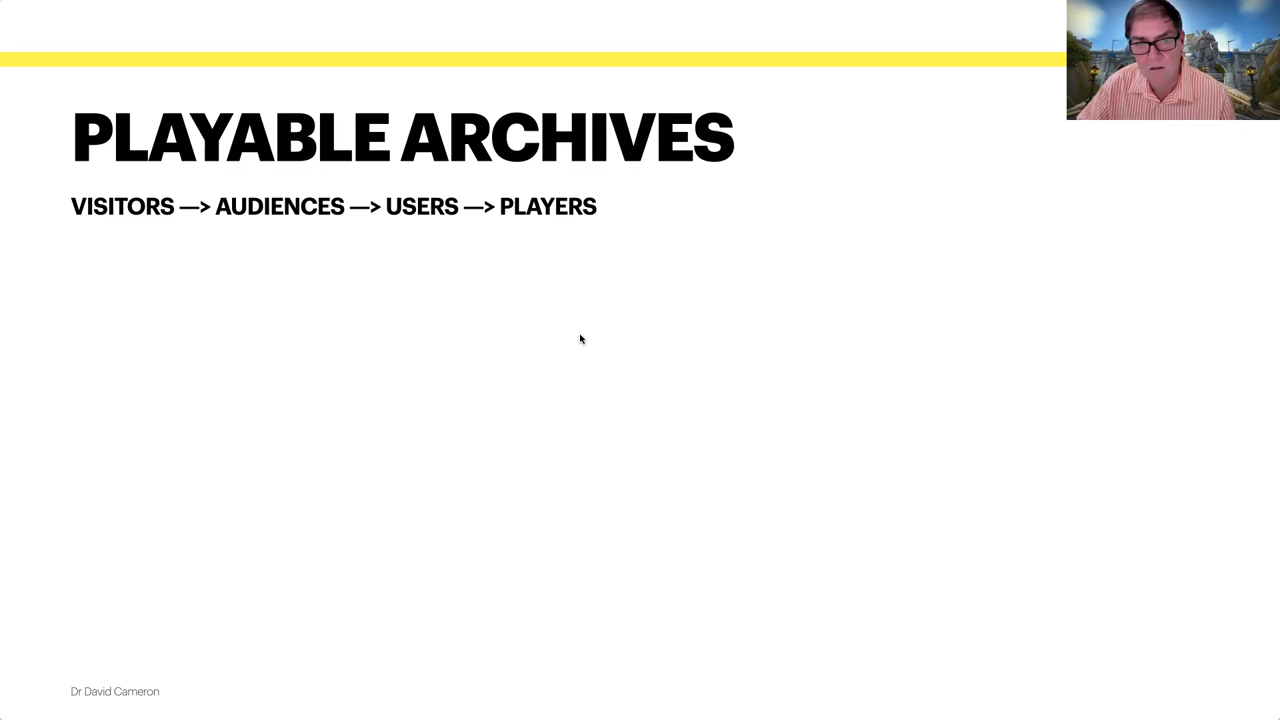 PLAYABLE ARCHIVES
VISITORS —> AUDIENCES —> USERS —> PLAYERS
Dr David Cameron